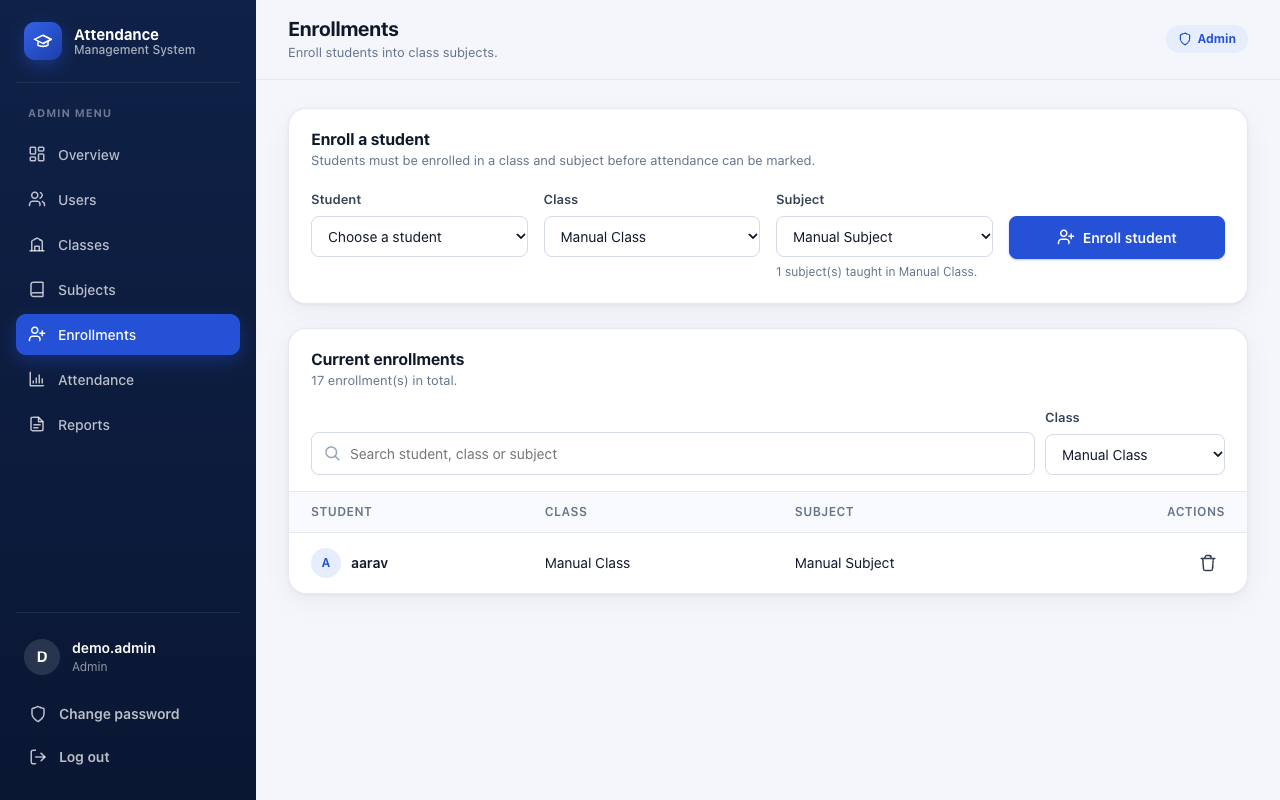 Attendance
Management System
ADMIN MENU
Overview
Users
Classes
Subjects
Enrollments
Attendance
Reports
D
demo.admin
Admin
Change password
Log out
Enrollments
Enroll students into class subjects.
Admin
Enroll a student
Students must be enrolled in a class and subject before attendance can be marked.
Student
Class
Subject
Choose a student
Manual Class
Manual Subject
Enroll student
1 subject(s) taught in Manual Class.
Current enrollments
17 enrollment(s) in total.
Class
Search student, class or subject
Manual Class
STUDENT
CLASS
SUBJECT
ACTIONS
A
aarav
Manual Class
Manual Subject